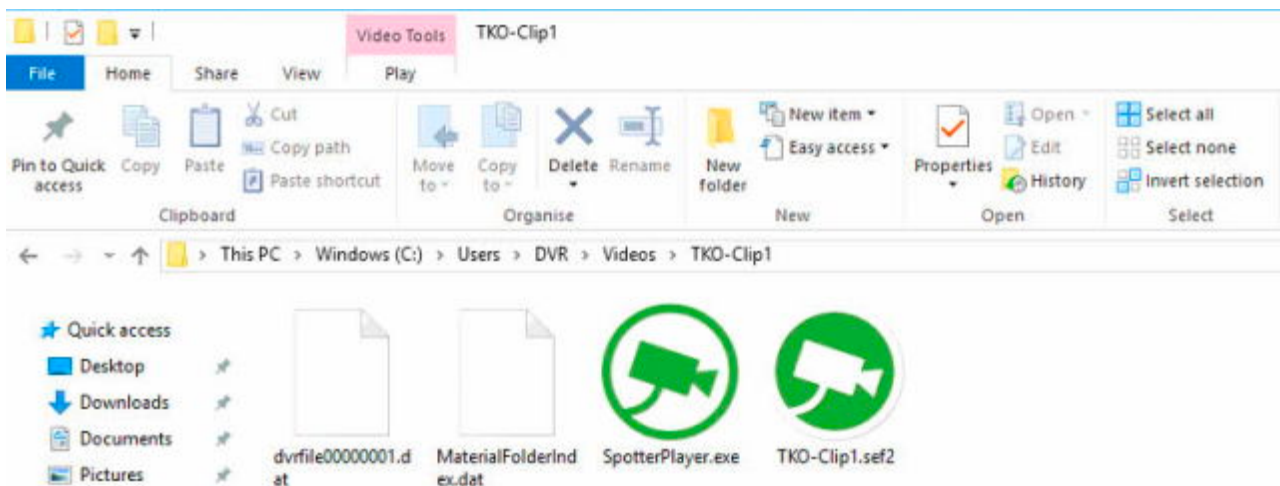 Video Tools TKO-Clip1
File Home Share View Play
Pin to Quick access
Copy
Paste
Cut
Copy path
Paste shortcut
Move to
Copy to
Delete
Rename
New folder
New item
Easy access
Properties
Open
Edit
History
Select all
Select none
Invert selection
Clipboard Organise New Open Select
This PC > Windows (C:) > Users > DVR > Videos > TKO-Clip1
Quick access
Desktop
Downloads
Documents
Pictures
dvrfile00000001.d
at
MaterialFolderInd
ex.dat
SpotterPlayer.exe
TKO-Clip1.sef2